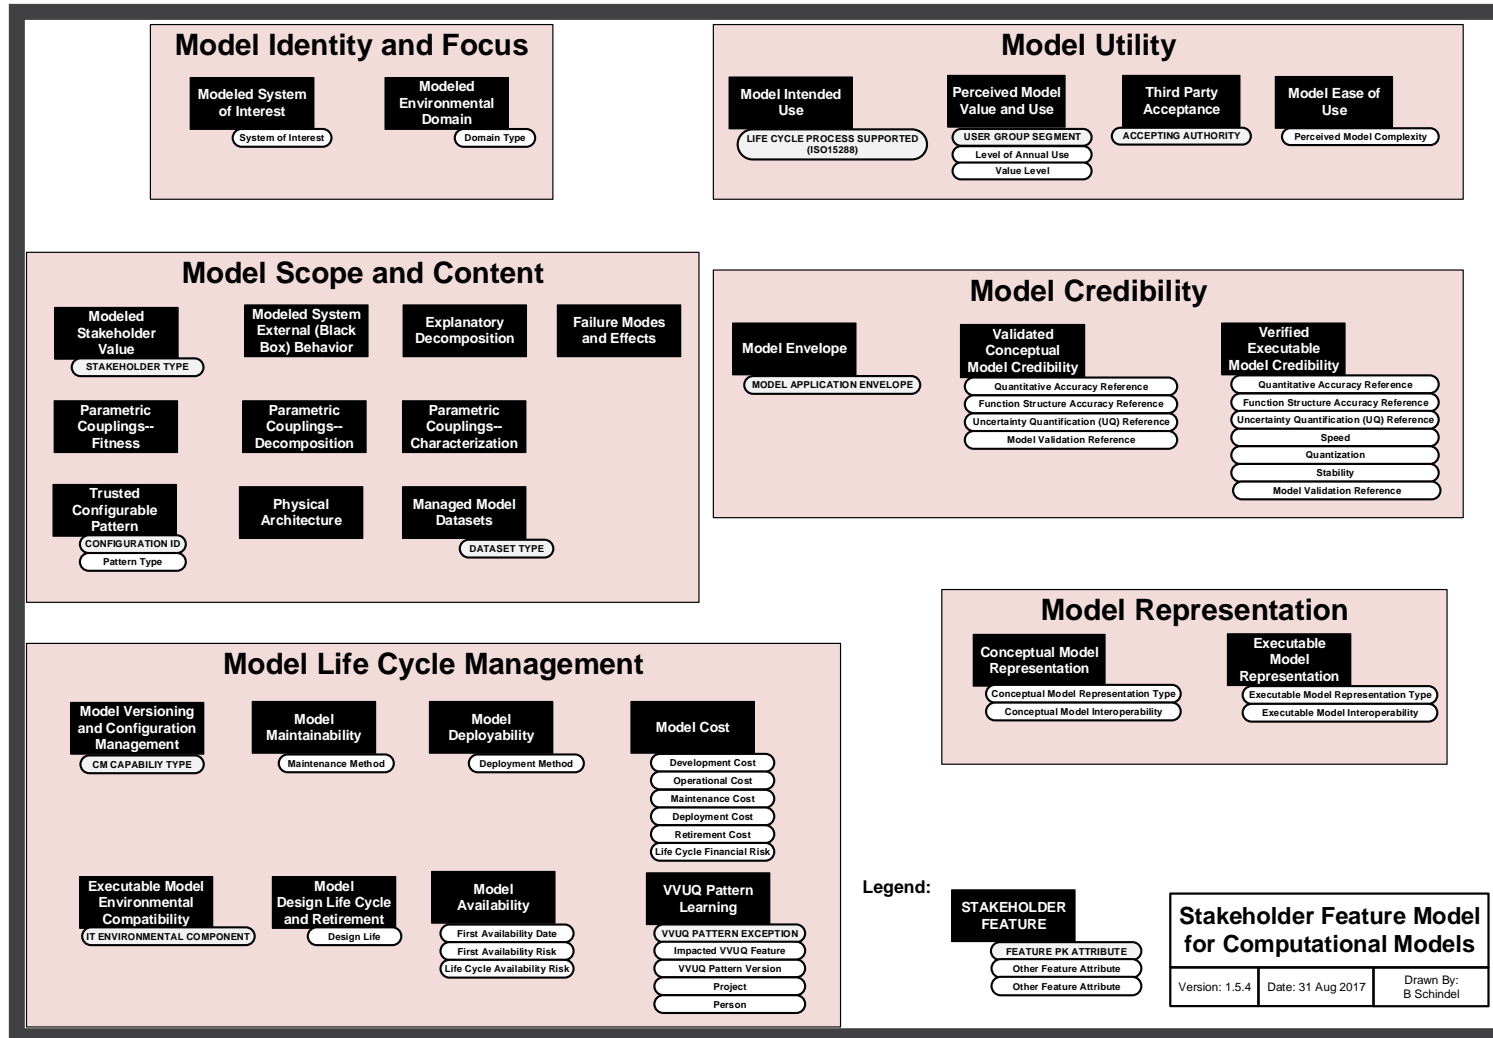 Model Identity and Focus
Modeled System
of Interest
System of Interest
Modeled
Environmental
Domain
Domain Type
Model Utility
Model Intended
Use
LIFE CYCLE PROCESS SUPPORTED
(ISO15288)
Perceived Model
Value and Use
USER GROUP SEGMENT
Level of Annual Use
Value Level
Third Party
Acceptance
ACCEPTING AUTHORITY
Model Ease of
Use
Perceived Model Complexity
Model Scope and Content
Modeled
Stakeholder
Value
STAKEHOLDER TYPE
Modeled System
External (Black
Box) Behavior
Explanatory
Decomposition
Failure Modes
and Effects
Parametric
Couplings--
Fitness
Parametric
Couplings--
Decomposition
Parametric
Couplings--
Characterization
Trusted
Configurable
Pattern
CONFIGURATION ID
Pattern Type
Physical
Architecture
Managed Model
Datasets
DATASET TYPE
Model Credibility
Model Envelope
MODEL APPLICATION ENVELOPE
Validated
Conceptual
Model Credibility
Quantitative Accuracy Reference
Function Structure Accuracy Reference
Uncertainty Quantification (UQ) Reference
Model Validation Reference
Verified
Executable
Model Credibility
Quantitative Accuracy Reference
Function Structure Accuracy Reference
Uncertainty Quantification (UQ) Reference
Speed
Quantization
Stability
Model Validation Reference
Model Representation
Conceptual Model
Representation
Conceptual Model Representation Type
Conceptual Model Interoperability
Executable
Model
Representation
Executable Model Representation Type
Executable Model Interoperability
Model Life Cycle Management
Model Versioning
and Configuration
Management
CM CAPABILIY TYPE
Model
Maintainability
Maintenance Method
Model
Deployability
Deployment Method
Model Cost
Development Cost
Operational Cost
Maintenance Cost
Deployment Cost
Retirement Cost
Life Cycle Financial Risk
Executable Model
Environmental
Compatibility
IT ENVIRONMENTAL COMPONENT
Model
Design Life Cycle
and Retirement
Design Life
Model
Availability
First Availability Date
First Availability Risk
Life Cycle Availability Risk
VVUQ Pattern
Learning
VVUQ PATTERN EXCEPTION
Impacted VVUQ Feature
VVUQ Pattern Version
Project
Person
Legend:
STAKEHOLDER
FEATURE
FEATURE PK ATTRIBUTE
Other Feature Attribute
Other Feature Attribute
Stakeholder Feature Model
for Computational Models
Version: 1.5.4
Date: 31 Aug 2017
Drawn By:
B Schindel